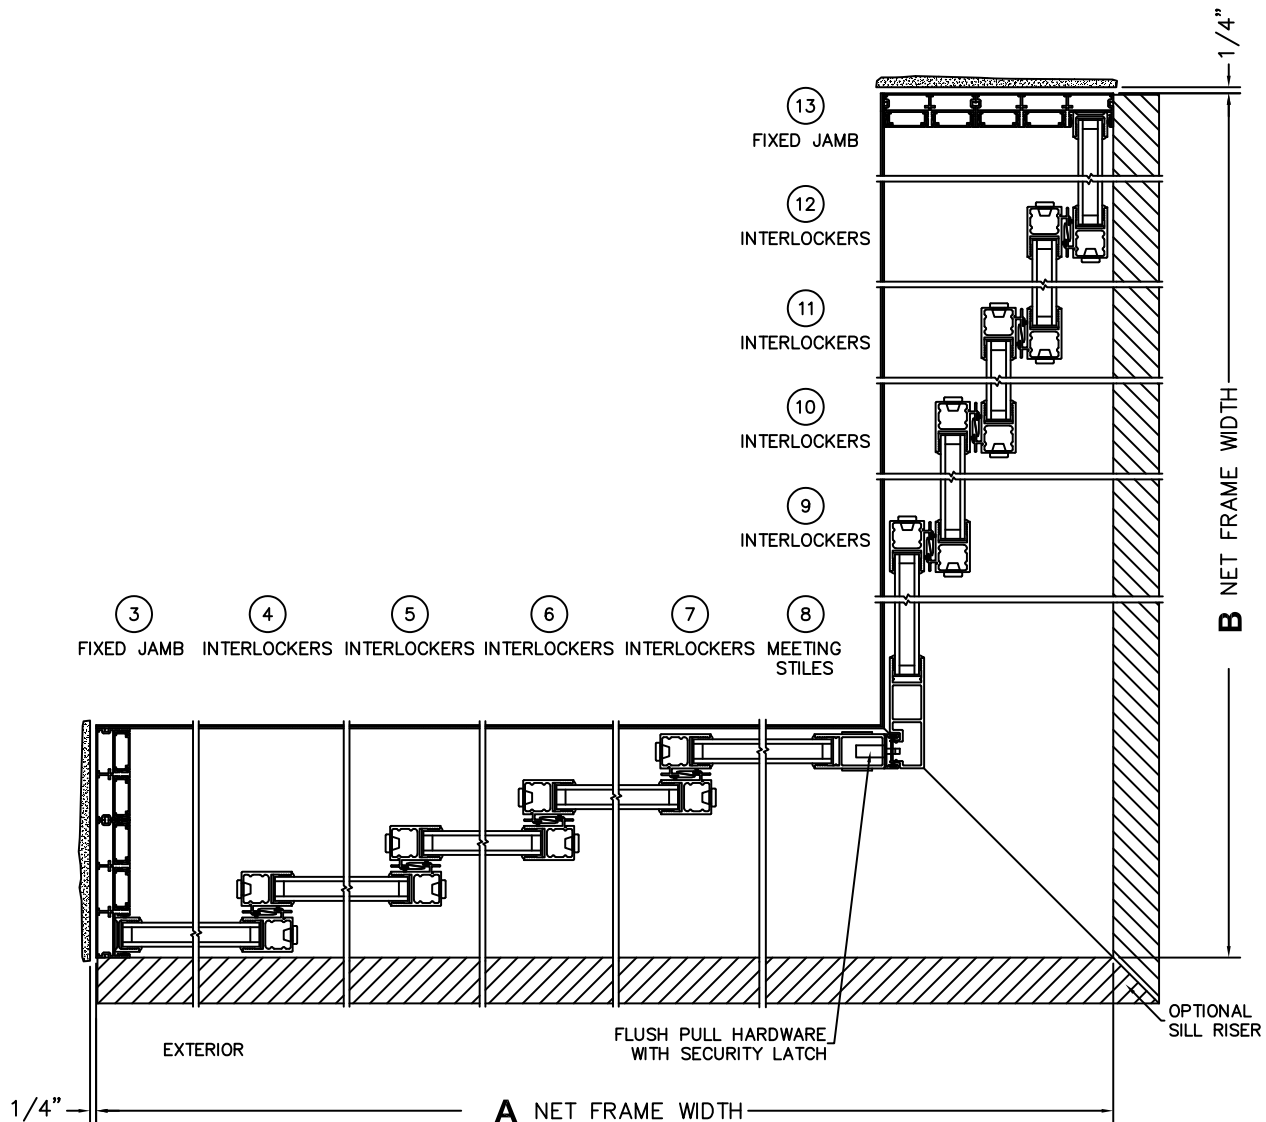 1/4"
13
FIXED JAMB
12
INTERLOCKERS
11
INTERLOCKERS
10
INTERLOCKERS
9
INTERLOCKERS
B NET FRAME WIDTH
3
FIXED JAMB
4
INTERLOCKERS
5
INTERLOCKERS
6
INTERLOCKERS
7
INTERLOCKERS
8
MEETING
STILES
OPTIONAL
SILL RISER
FLUSH PULL HARDWARE
WITH SECURITY LATCH
EXTERIOR
1/4"
A NET FRAME WIDTH